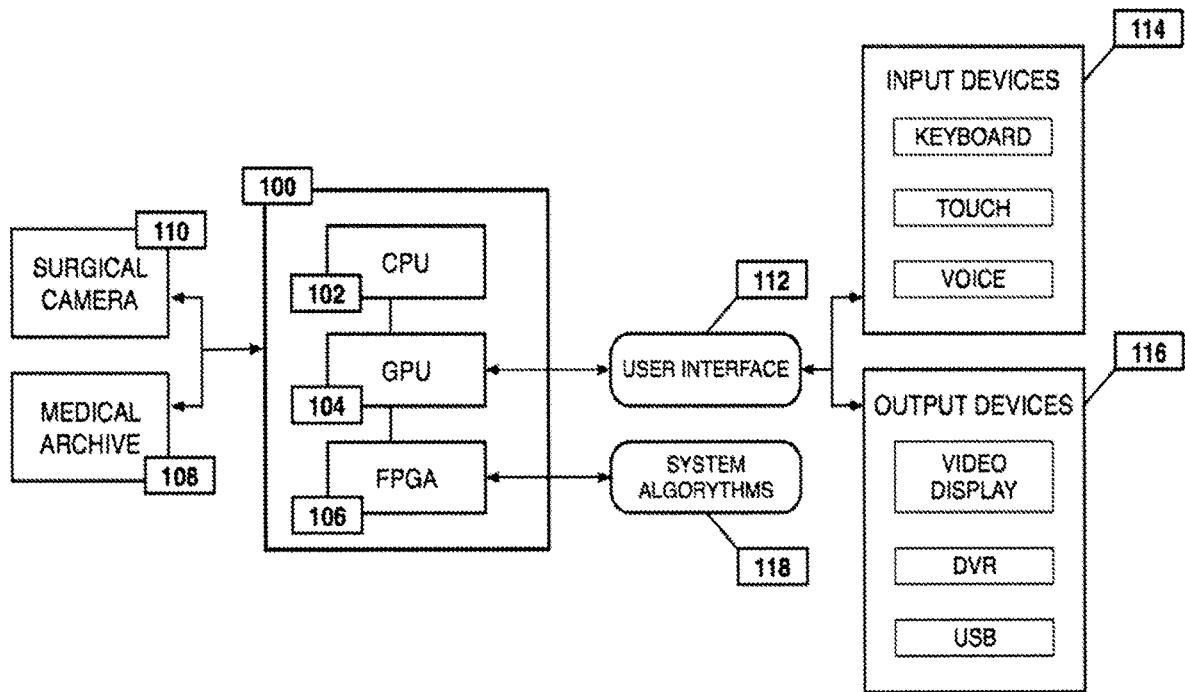 110
SURGICAL
CAMERA
MEDICAL
ARCHIVE
108
100
CPU
102
GPU
104
FPGA
106
112
USER INTERFACE
SYSTEM
ALGORYTHMS
118
114
INPUT DEVICES
KEYBOARD
TOUCH
VOICE
116
OUTPUT DEVICES
VIDEO
DISPLAY
DVR
USB